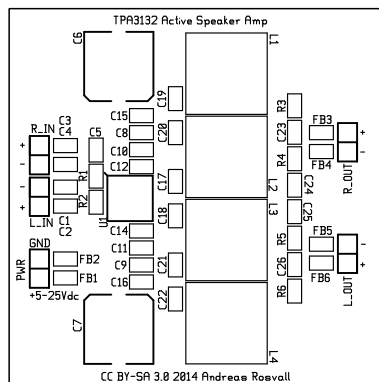 TPA3132 Active Speaker Amp
C6
L1
C15
C19
R3
R_IN
C3
C4
C5
C8
C20
C23
FB3
+
+
-
C10
R4
FB4
-
R1
C12
C17
L2
C24
R_OUT
-
+
R2
U1
C18
L3
C25
L_IN
C1
C2
C14
GND
C11
R5
FB5
-
PWR
FB2
C9
C21
C26
+
FB1
C16
FB6
L_OUT
+5-25Vdc
C22
R6
C7
L4
CC BY-SA 3.0 2014 Andreas Rosvall